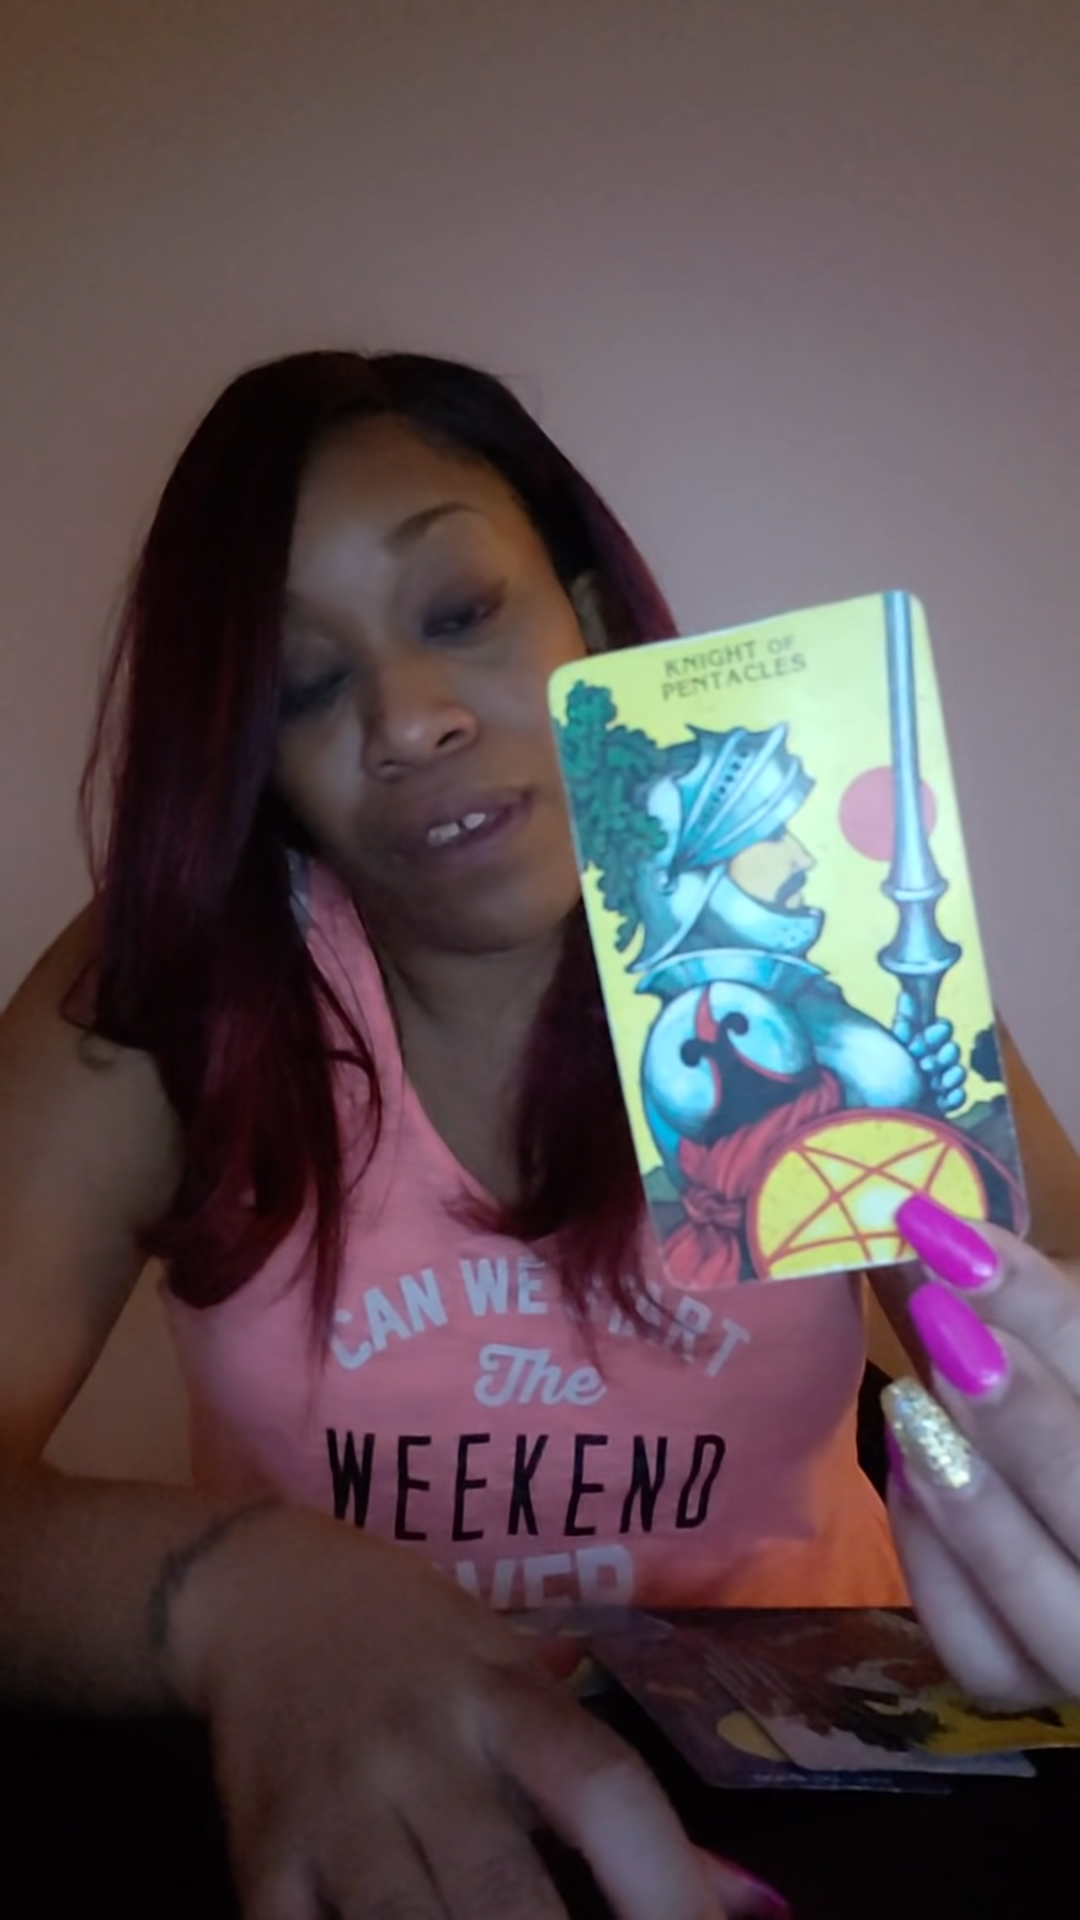 KNIGHT OF
PENTACLES
CAN WE
The
WEEKEND